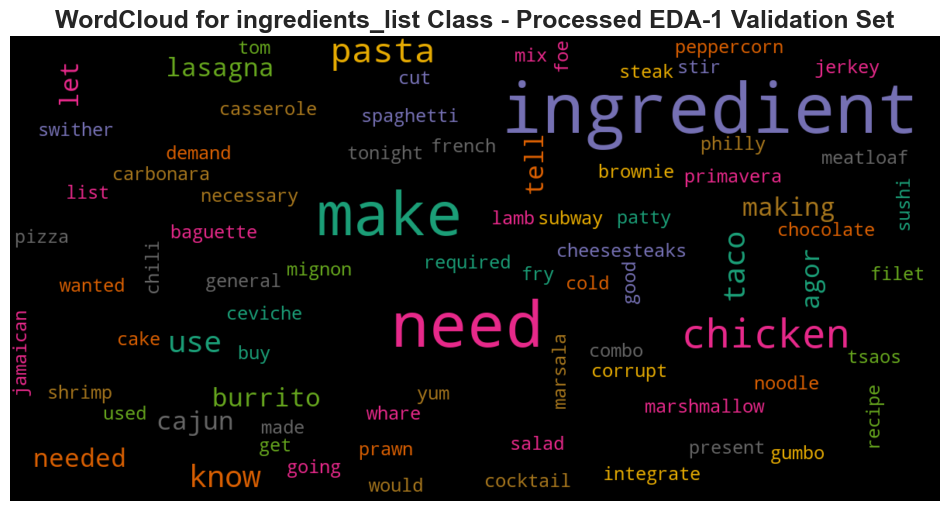 WordCloud for ingredients_list Class - Processed EDA-1 Validation Set
tom
pasta
mix
foe
peppercorn
lasagna
let
cut
steak
stir
jerkey
ingredient
casserole
spaghetti
swither
demand
tonight
french
tell
philly
meatloaf
carbonara
brownie
primavera
list
necessary
make
lamb
subway
patty
making
sushi
pizza
baguette
chocolate
chili
general
mignon
required
cheesesteaks
fry
cold
good
taco
agor
filet
wanted
ceviche
need
chicken
jamaican
cake
use
buy
combo
corrupt
marsala
tsaos
shrimp
burrito
yum
noodle
used
cajun
made
whare
marshmallow
recipe
get
prawn
salad
present
gumbo
needed
know
going
would
cocktail
integrate